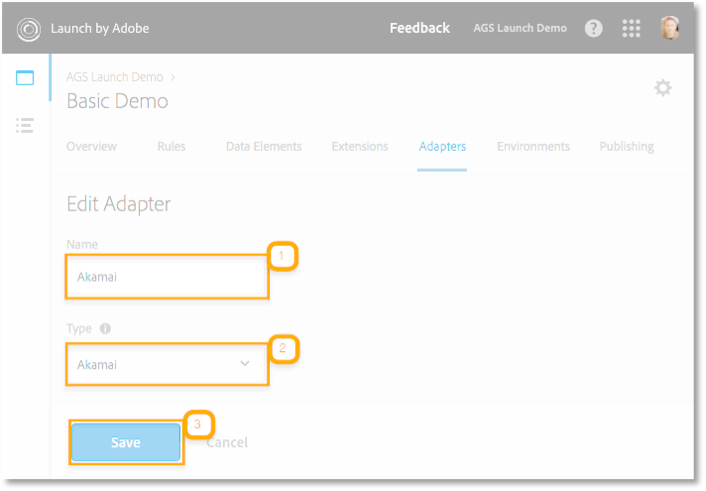 Launch by Adobe
Feedback
AGS Launch Demo
?
AGS Launch Demo >
Basic Demo
Overview Rules Data Elements Extensions Adapters Environments Publishing
Edit Adapter
Name
1
Akamai
Type i
2
Akamai
3
Save Cancel